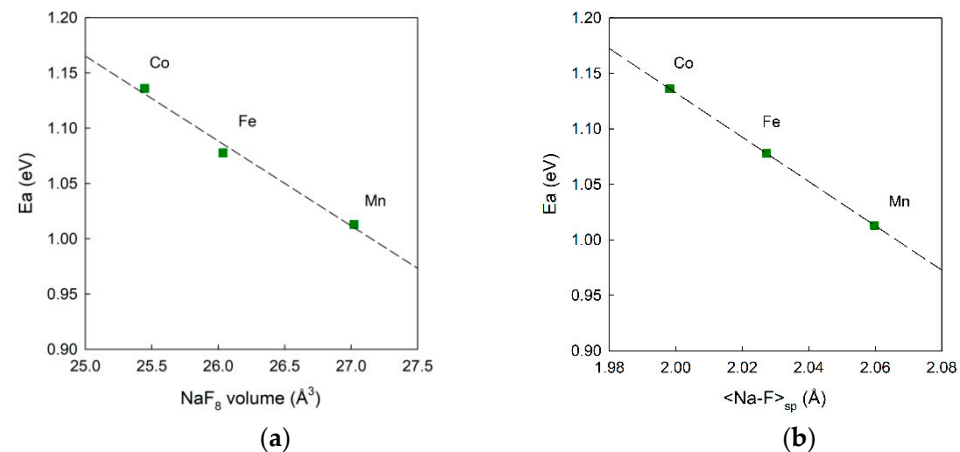 1.20
1.15
1.10
1.05
1.00
0.95
0.90
Ea (eV)
Co
Fe
Mn
25.0 25.5 26.0 26.5 27.0 27.5
NaF₈ volume (Å³)
(a)
1.20
1.15
1.10
1.05
1.00
0.95
0.90
Ea (eV)
Co
Fe
Mn
1.98 2.00 2.02 2.04 2.06 2.08
<Na-F>sp (Å)
(b)